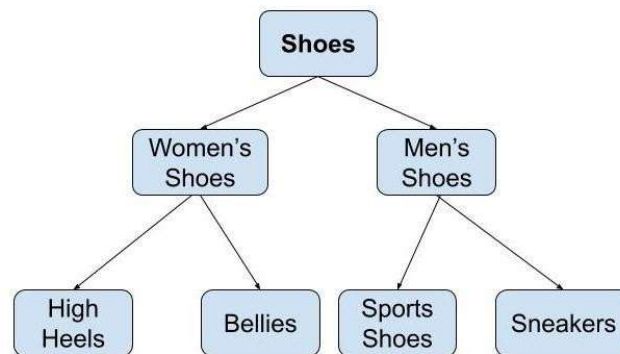 Shoes
Women’s
Shoes
Men’s
Shoes
High
Heels
Bellies
Sports
Shoes
Sneakers